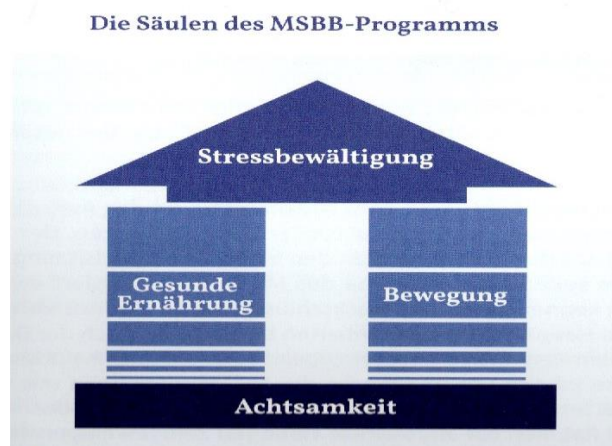 Die Säulen des MSBB-Programms
Stressbewältigung
Gesunde
Ernährung
Bewegung
Achtsamkeit